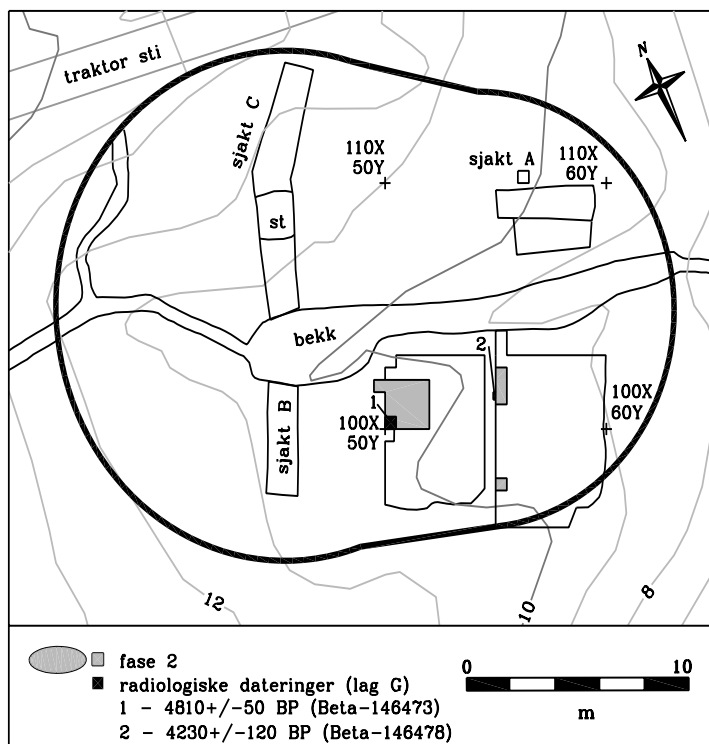 traktor sti
N
sjakt C
110X
50Y
sjakt A
110X
60Y
st
bekk
2
1
100X
50Y
100X
60Y
sjakt B
12
10
8
fase 2
radiologiske dateringer (lag G)
1 - 4810+/-50 BP (Beta-146473)
2 - 4230+/-120 BP (Beta-146478)
0
10
m